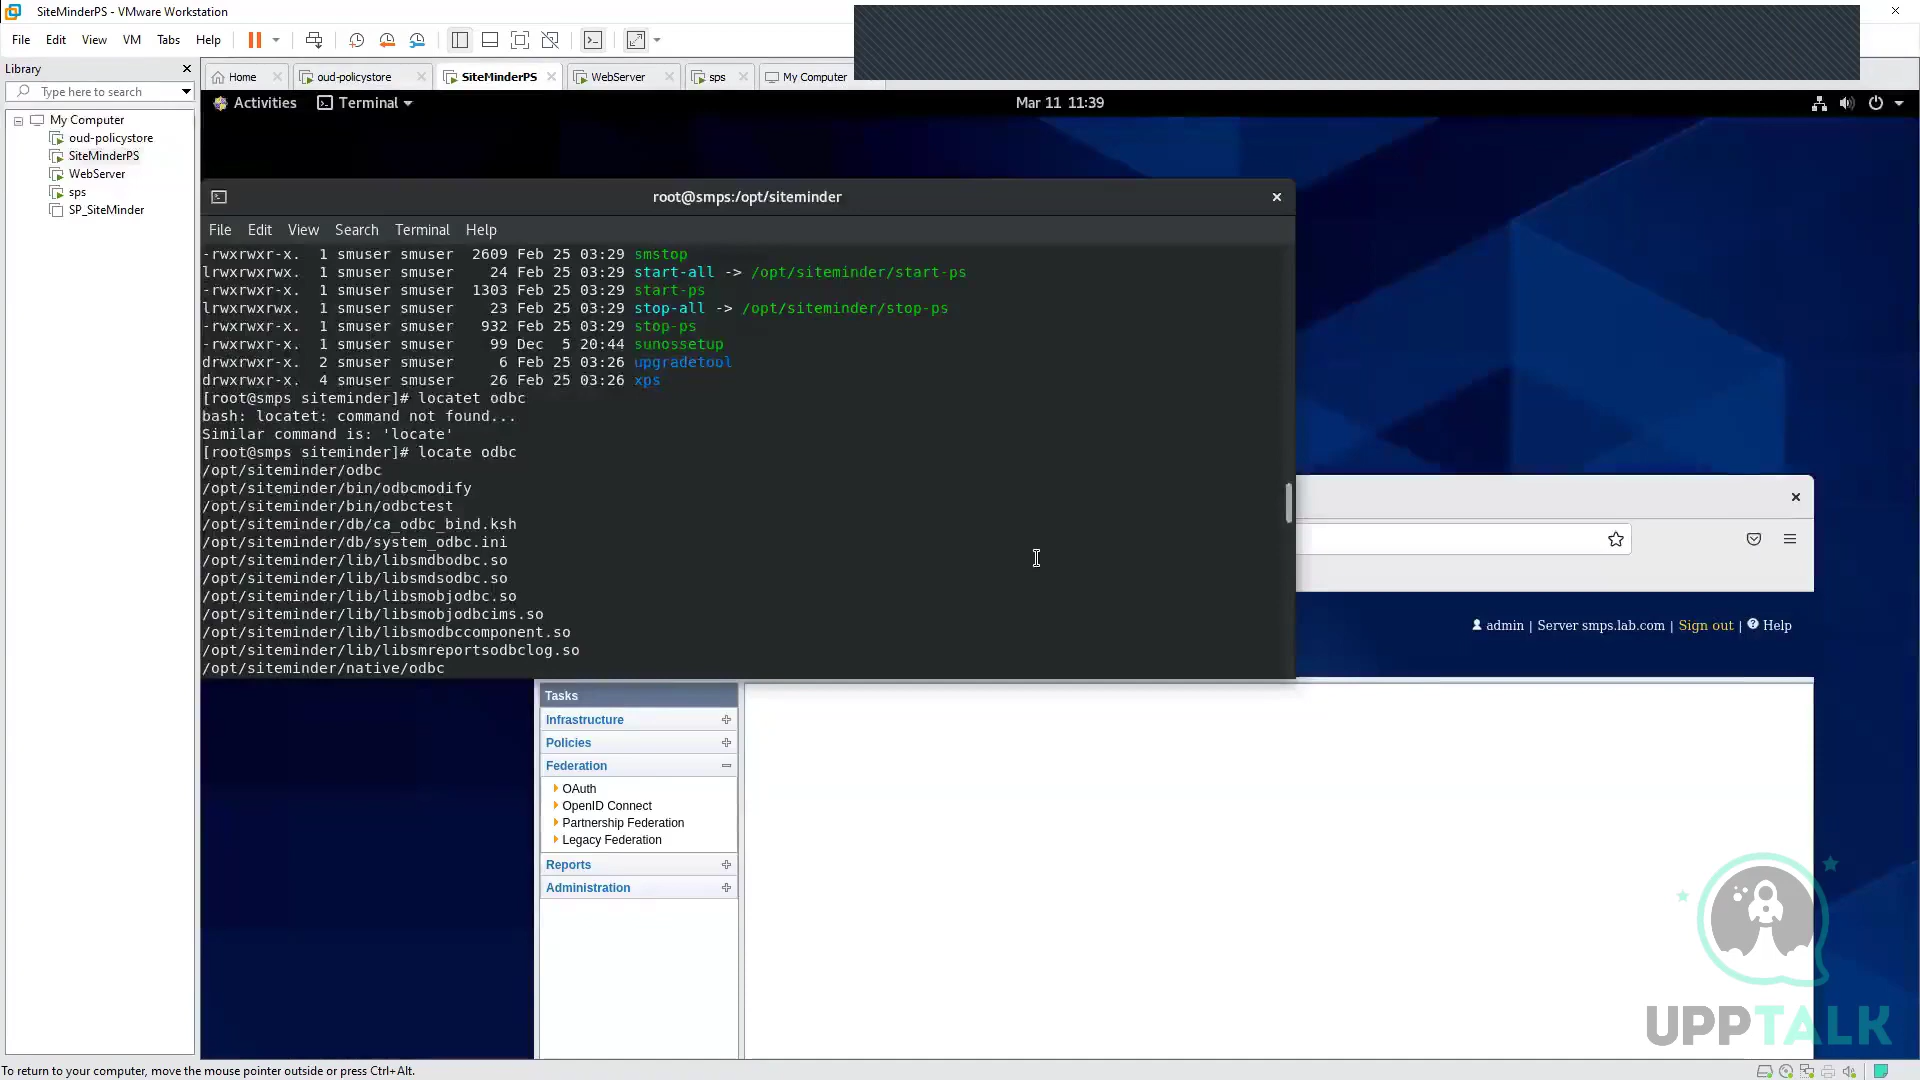 SiteMinderPS - VMware Workstation
File Edit View VM Tabs Help
Library
Type here to search
My Computer
oud-policystore
SiteMinderPS
WebServer
sps
SP_SiteMinder
Home oud-policystore SiteMinderPS WebServer sps My Computer
Activities Terminal Mar 11 11:39
root@smps:/opt/siteminder
File Edit View Search Terminal Help
-rwxrwxr-x. 1 smuser smuser 2609 Feb 25 03:29 smstop
lrwxrwxrwx. 1 smuser smuser 24 Feb 25 03:29 start-all -> /opt/siteminder/start-ps
-rwxrwxr-x. 1 smuser smuser 1303 Feb 25 03:29 start-ps
lrwxrwxrwx. 1 smuser smuser 23 Feb 25 03:29 stop-all -> /opt/siteminder/stop-ps
-rwxrwxr-x. 1 smuser smuser 932 Feb 25 03:29 stop-ps
-rwxrwxr-x. 1 smuser smuser 99 Dec 5 20:44 sunossetup
drwxrwxr-x. 2 smuser smuser 6 Feb 25 03:26 upgradetool
drwxrwxr-x. 4 smuser smuser 26 Feb 25 03:26 xps
[root@smps siteminder]# locatet odbc
bash: locatet: command not found...
Similar command is: 'locate'
[root@smps siteminder]# locate odbc
/opt/siteminder/odbc
/opt/siteminder/bin/odbcmodify
/opt/siteminder/bin/odbctest
/opt/siteminder/db/ca_odbc_bind.ksh
/opt/siteminder/db/system_odbc.ini
/opt/siteminder/lib/libsmdbodbc.so
/opt/siteminder/lib/libsmdsodbc.so
/opt/siteminder/lib/libsmobjodbc.so
/opt/siteminder/lib/libsmobjodbcims.so
/opt/siteminder/lib/libsmodbccomponent.so
/opt/siteminder/lib/libsmreportsodbclog.so
/opt/siteminder/native/odbc
admin | Server smps.lab.com | Sign out | Help
Tasks
Infrastructure
Policies
Federation
OAuth
OpenID Connect
Partnership Federation
Legacy Federation
Reports
Administration
UPPTALK
To return to your computer, move the mouse pointer outside or press Ctrl+Alt.